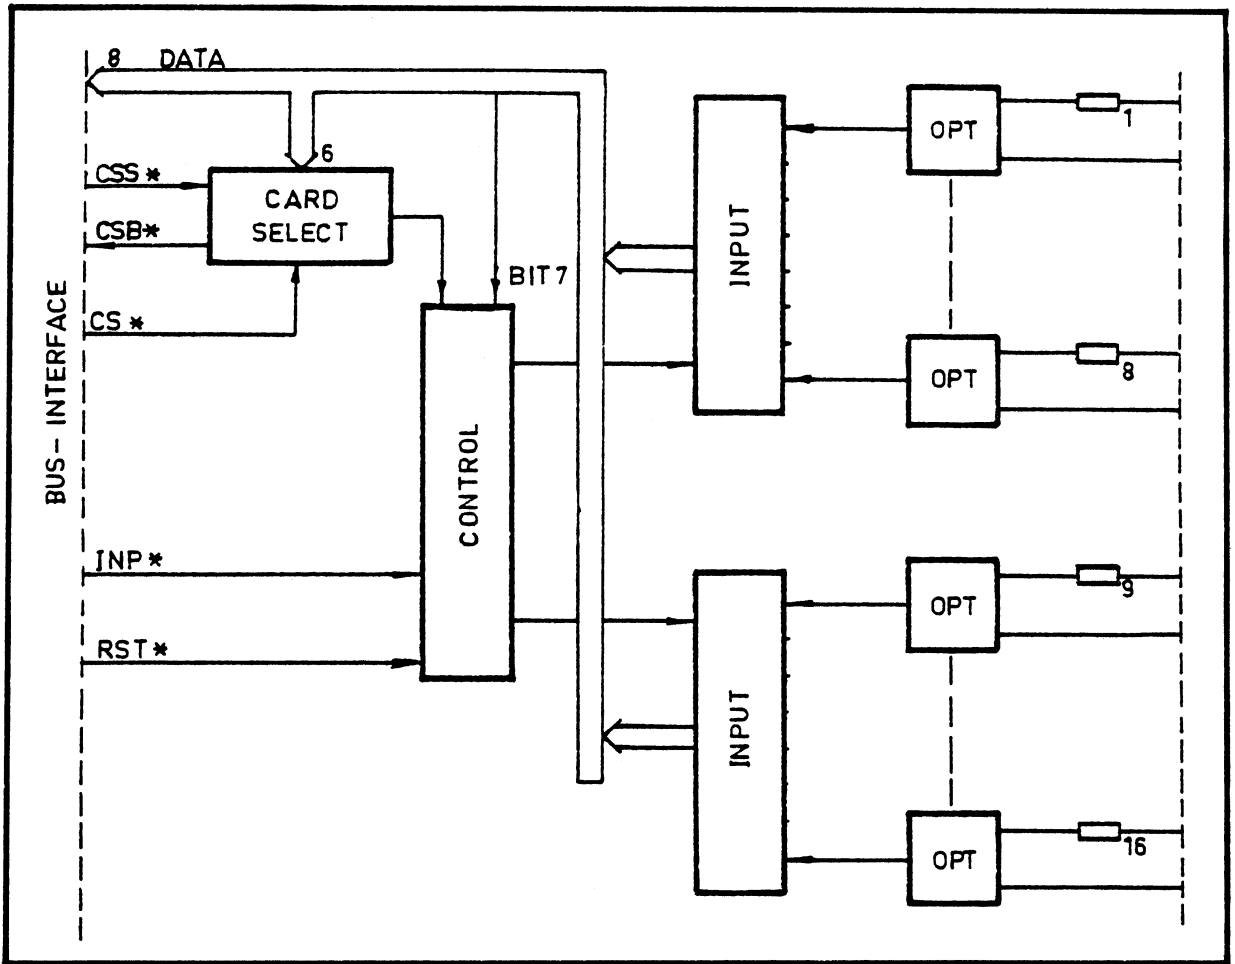 8 DATA
6
CSS*
CARD
SELECT
CSB*
BIT 7
CS*
BUS-INTERFACE
CONTROL
INP*
RST*
INPUT
OPT
1
OPT
8
INPUT
OPT
9
OPT
16